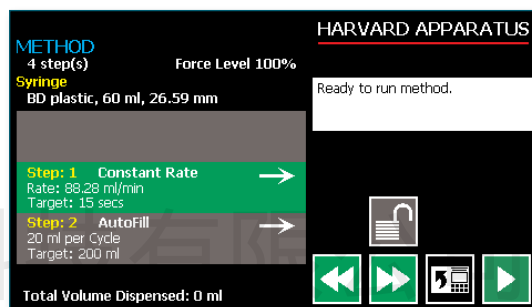 METHOD
4 step(s) Force Level 100%
Syringe
BD plastic, 60 ml, 26.59 mm
Step: 1 Constant Rate
Rate: 88.28 ml/min
Target: 15 secs
Step: 2 AutoFill
20 ml per Cycle
Target: 200 ml
Total Volume Dispensed: 0 ml
HARVARD APPARATUS
Ready to run method.
有限